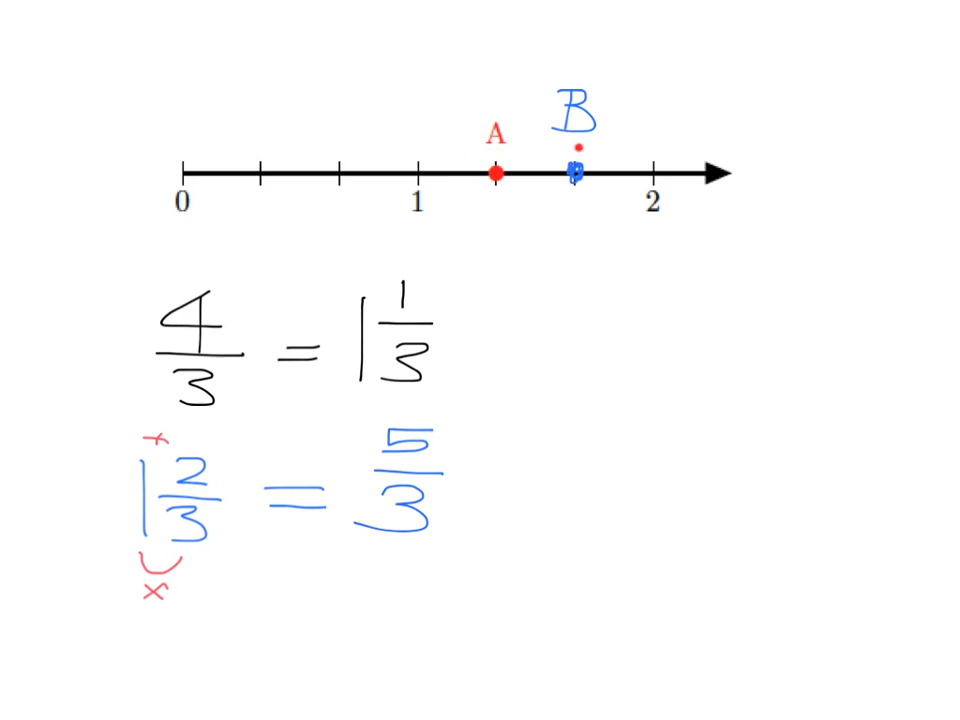 B
A
0 1 2
4/3 = 1 1/3
+
1 2/3 = 5/3
x